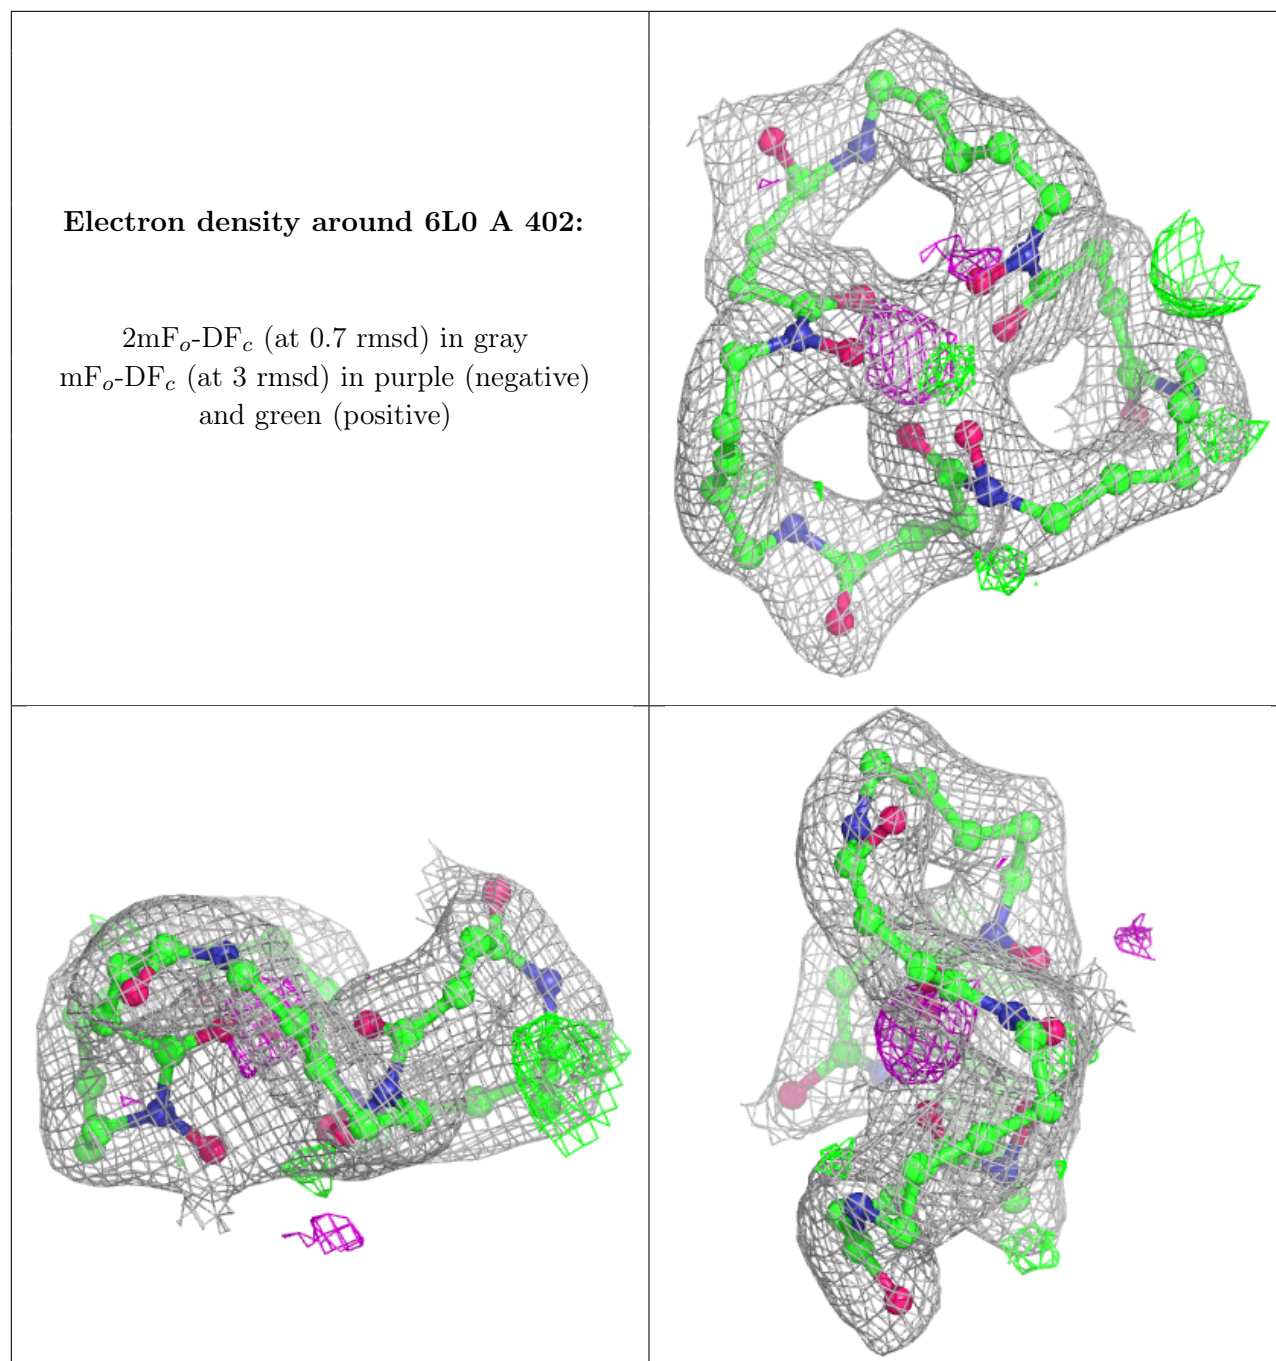 Electron density around 6L0 A 402:
2mFo-DFc (at 0.7 rmsd) in gray
mFo-DFc (at 3 rmsd) in purple (negative)
and green (positive)